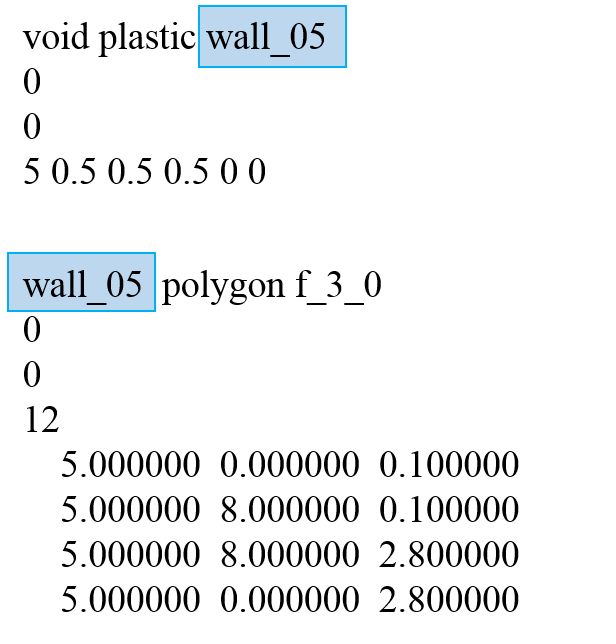 void plastic wall_05
0
0
5 0.5 0.5 0.5 0 0
wall_05 polygon f_3_0
0
0
12
5.000000 0.000000 0.100000
5.000000 8.000000 0.100000
5.000000 8.000000 2.800000
5.000000 0.000000 2.800000